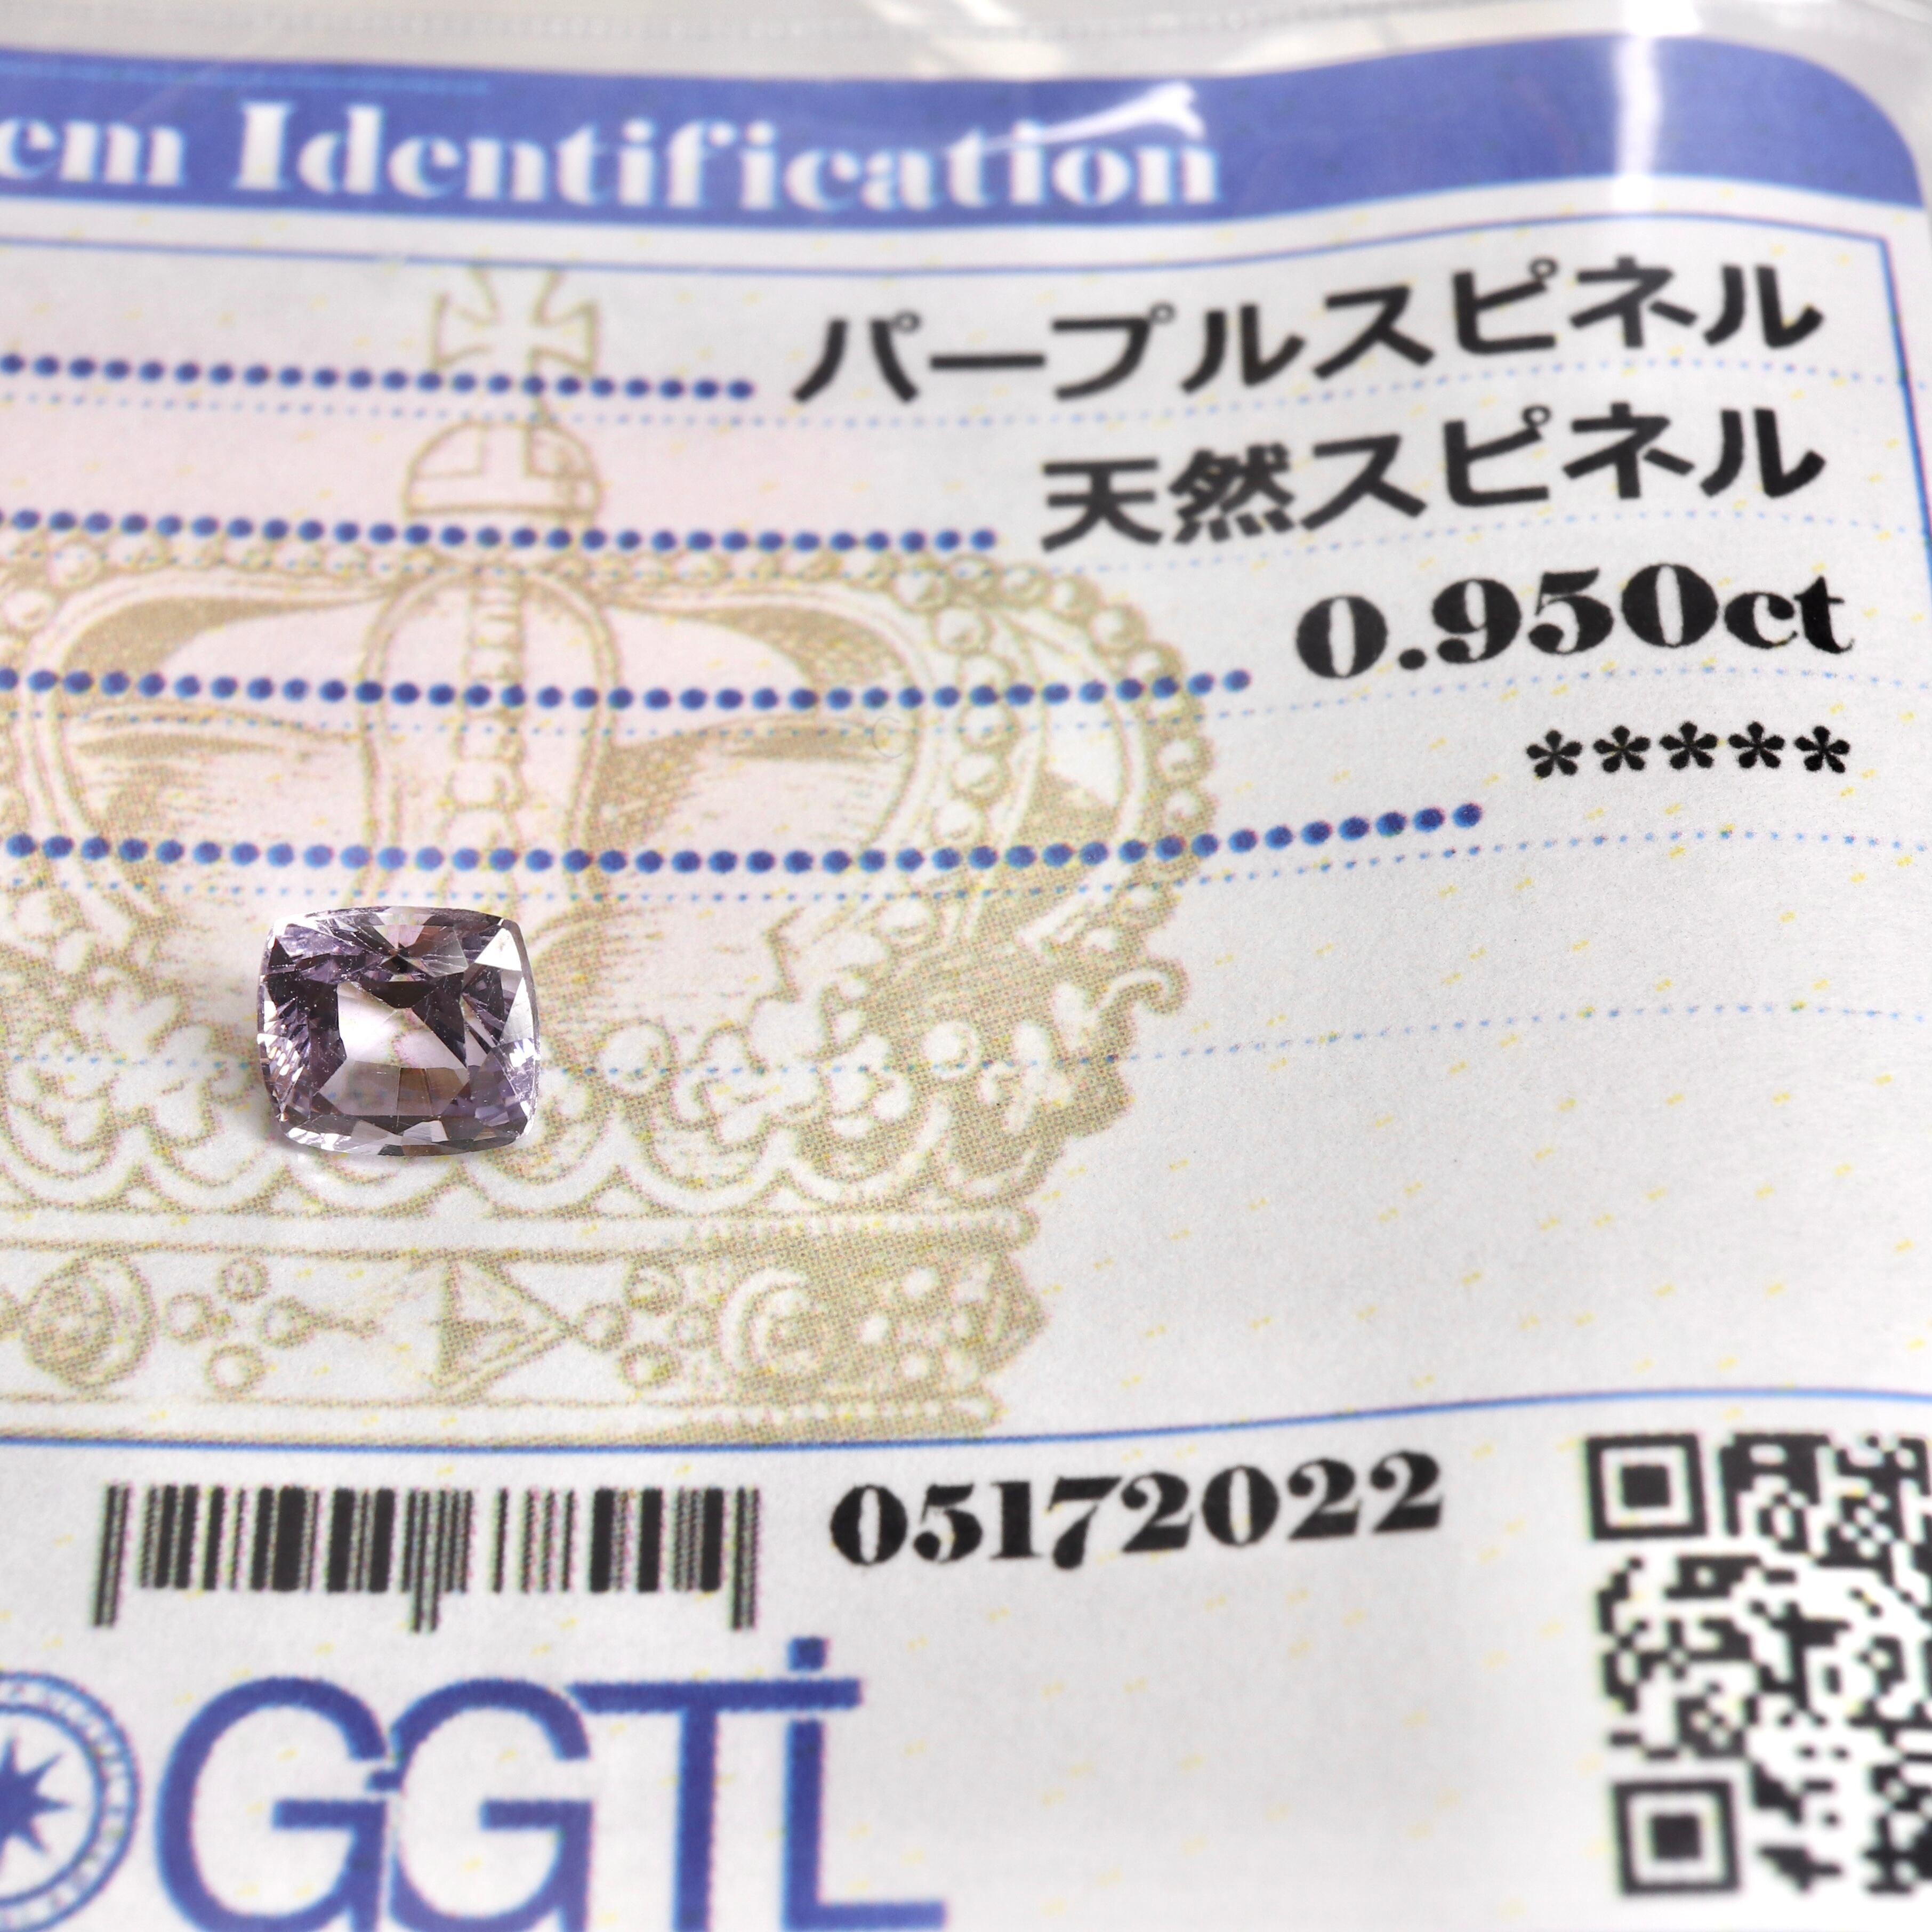 em Identification
パープルスピネル
天然スピネル
0.950ct
*****
05172022
GGTL